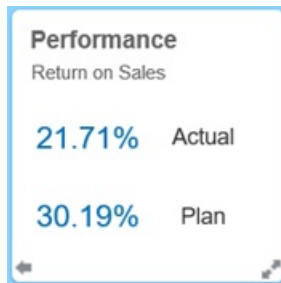 Performance
Return on Sales
21.71% Actual
30.19% Plan